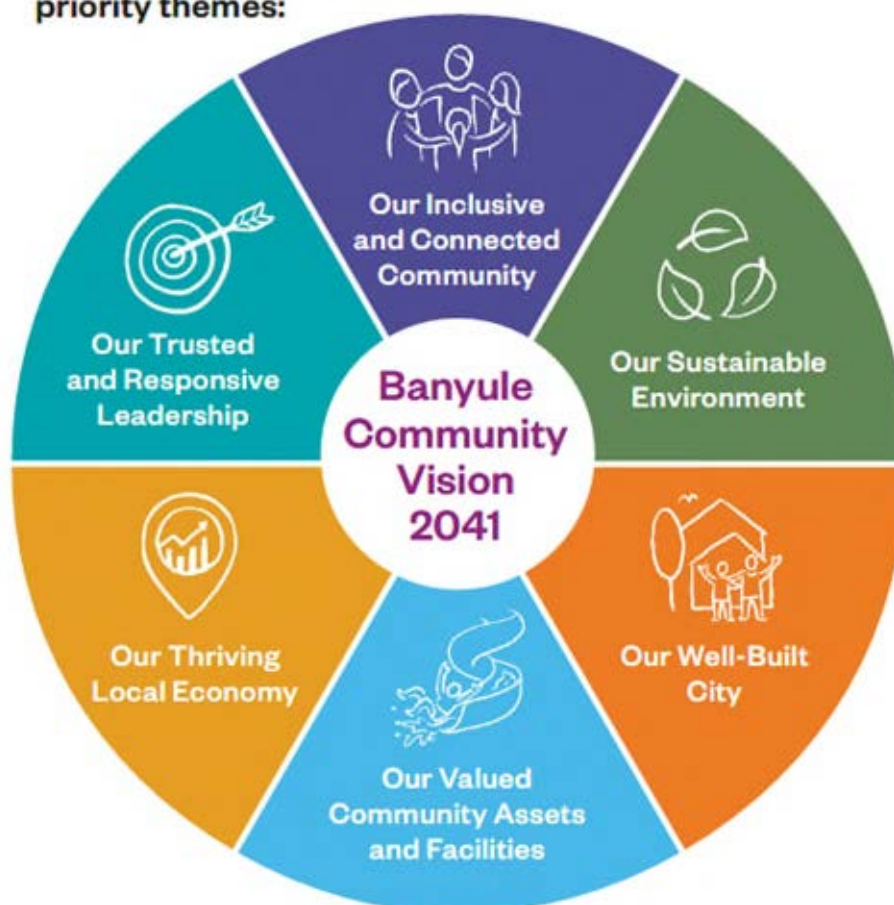 priority themes:
Our Inclusive
and Connected
Community
Our Sustainable
Environment
Our Well-Built
City
Our Valued
Community Assets
and Facilities
Our Thriving
Local Economy
Our Trusted
and Responsive
Leadership
Banyule
Community
Vision
2041